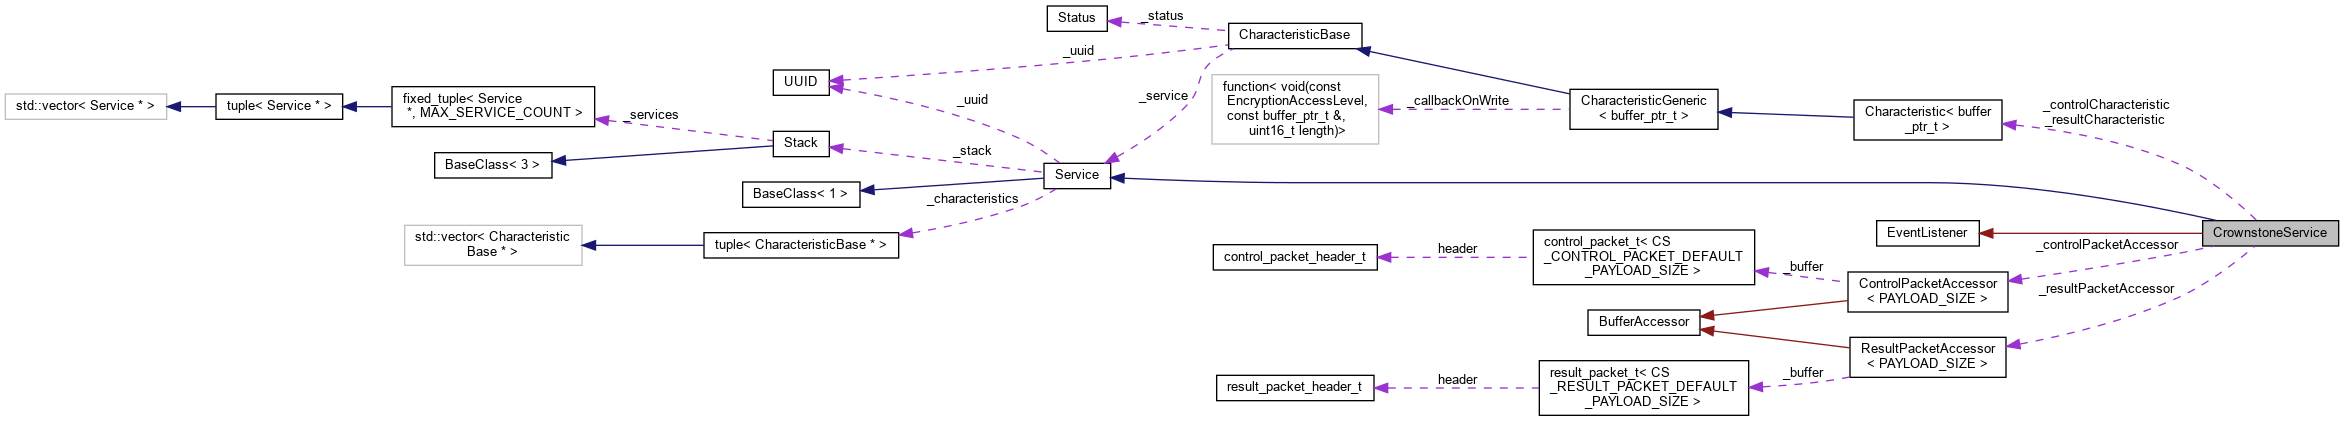 Status
_status
CharacteristicBase
_uuid
UUID
std::vector< Service * >
tuple< Service * >
fixed_tuple< Service
*, MAX_SERVICE_COUNT >
_services
_uuid
_service
function< void(const
EncryptionAccessLevel,
const buffer_ptr_t &,
uint16_t length)>
_callbackOnWrite
CharacteristicGeneric
< buffer_ptr_t >
Characteristic< buffer
_ptr_t >
_controlCharacteristic
_resultCharacteristic
Stack
_stack
BaseClass< 3 >
Service
BaseClass< 1 >
_characteristics
std::vector< Characteristic
Base * >
tuple< CharacteristicBase * >
EventListener
CrownstoneService
control_packet_header_t
header
control_packet_t< CS
_CONTROL_PACKET_DEFAULT
_PAYLOAD_SIZE >
_buffer
_controlPacketAccessor
ControlPacketAccessor
< PAYLOAD_SIZE >
_resultPacketAccessor
BufferAccessor
ResultPacketAccessor
< PAYLOAD_SIZE >
result_packet_header_t
header
result_packet_t< CS
_RESULT_PACKET_DEFAULT
_PAYLOAD_SIZE >
_buffer